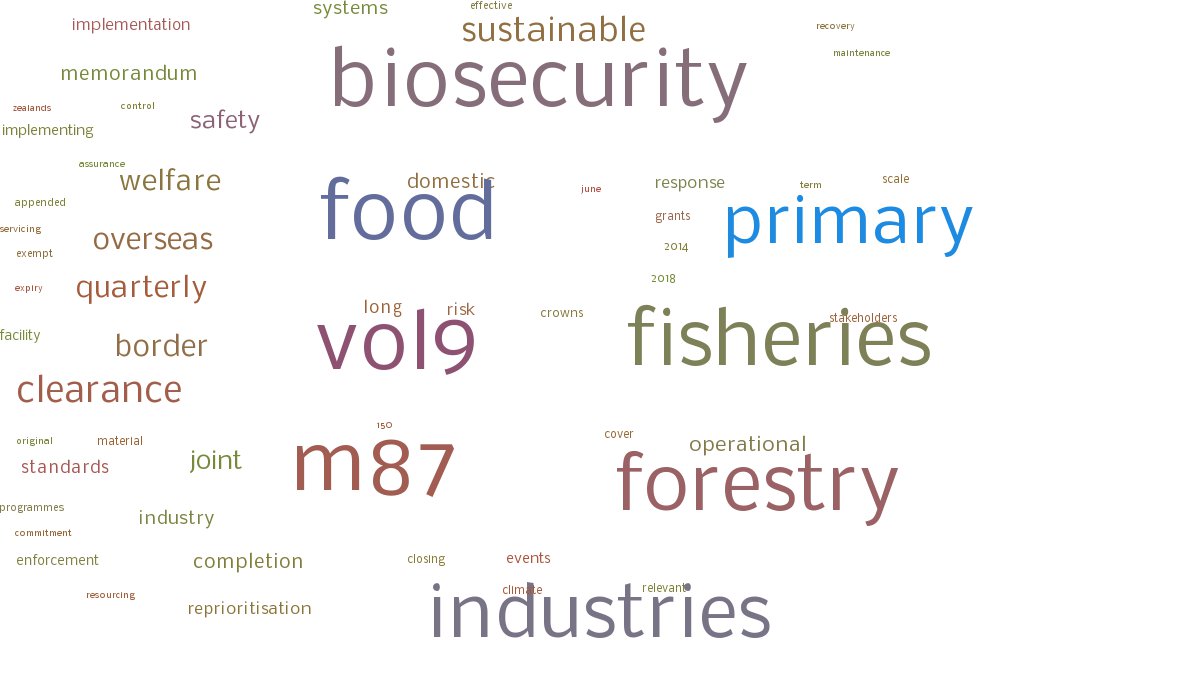 systems
effective
implementation
sustainable
recovery
maintenance
memorandum
biosecurity
zealands
control
safety
implementing
assurance
welfare
domestic
june
response
term
scale
appended
food
grants
primary
servicing
overseas
2014
exempt
2018
expiry
quarterly
long
risk
crowns
stakeholders
facility
border
vol9
fisheries
clearance
150
original
material
cover
operational
standards
joint
m87
forestry
programmes
industry
commitment
enforcement
completion
closing
events
resourcing
climate
relevant
reprioritisation
industries